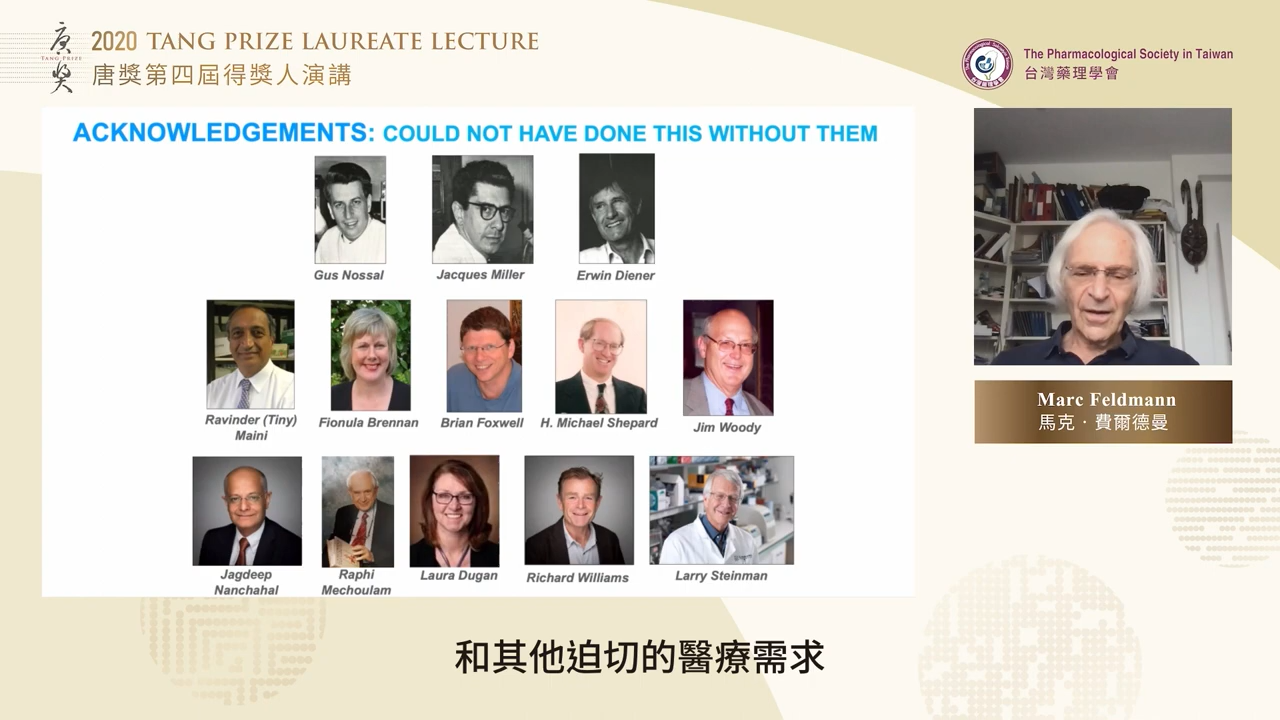 唐獎
TANG PRIZE
2020 TANG PRIZE LAUREATE LECTURE
唐獎第四屆得獎人演講
The Pharmacological Society in Taiwan
台灣藥理學會
ACKNOWLEDGEMENTS: COULD NOT HAVE DONE THIS WITHOUT THEM
Gus Nossal
Jacques Miller
Erwin Diener
Ravinder (Tiny)
Maini
Fionula Brennan
Brian Foxwell
H. Michael Shepard
Jim Woody
Jagdeep
Nanchahal
Raphi
Mechoulam
Laura Dugan
Richard Williams
Larry Steinman
Marc Feldmann
馬克．費爾德曼
和其他迫切的醫療需求